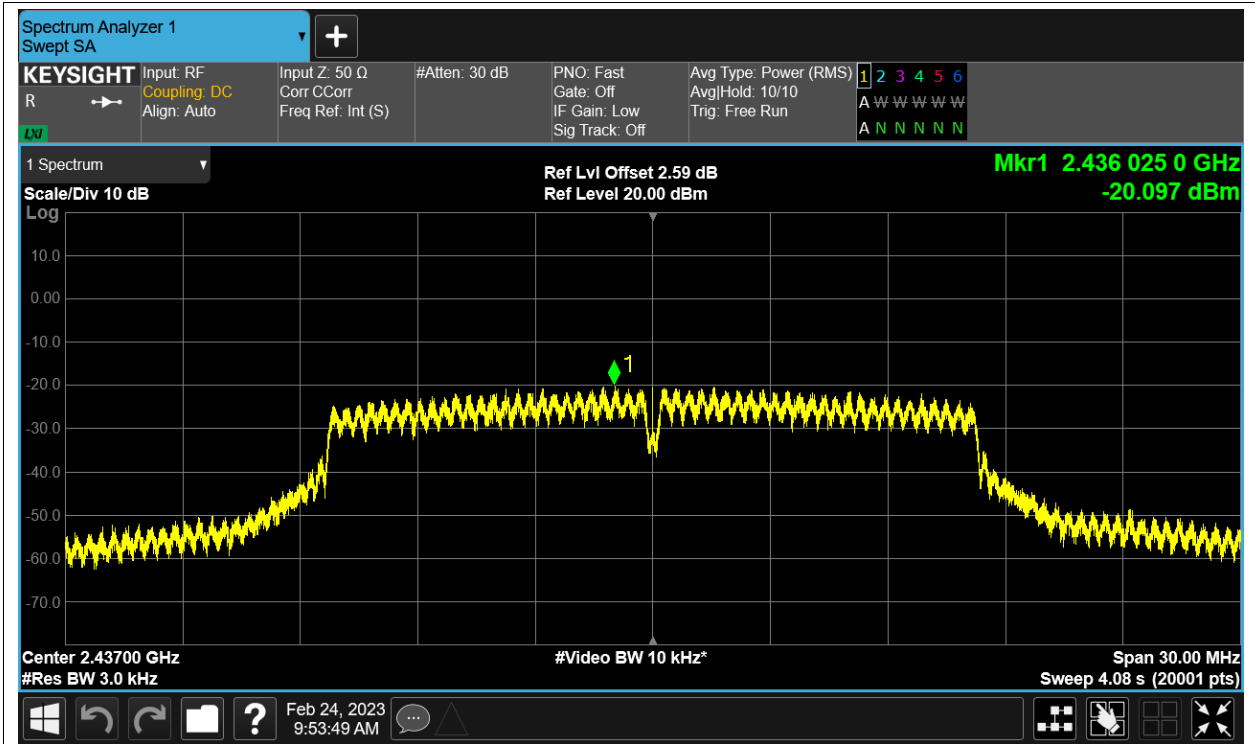 Spectrum Analyzer 1
Swept SA
+
KEYSIGHT
R
LXI
Input: RF
Coupling: DC
Align: Auto
Input Z: 50 Ω
Corr CCorr
Freq Ref: Int (S)
#Atten: 30 dB
PNO: Fast
Gate: Off
IF Gain: Low
Sig Track: Off
Avg Type: Power (RMS)
Avg|Hold: 10/10
Trig: Free Run
1 2 3 4 5 6
A W W W W W
A N N N N N
1 Spectrum
Scale/Div 10 dB
Log
Ref Lvl Offset 2.59 dB
Ref Level 20.00 dBm
Mkr1 2.436 025 0 GHz
-20.097 dBm
10.0
0.00
-10.0
-20.0
-30.0
-40.0
-50.0
-60.0
-70.0
1
Center 2.43700 GHz
#Res BW 3.0 kHz
#Video BW 10 kHz*
Span 30.00 MHz
Sweep 4.08 s (20001 pts)
?
Feb 24, 2023
9:53:49 AM